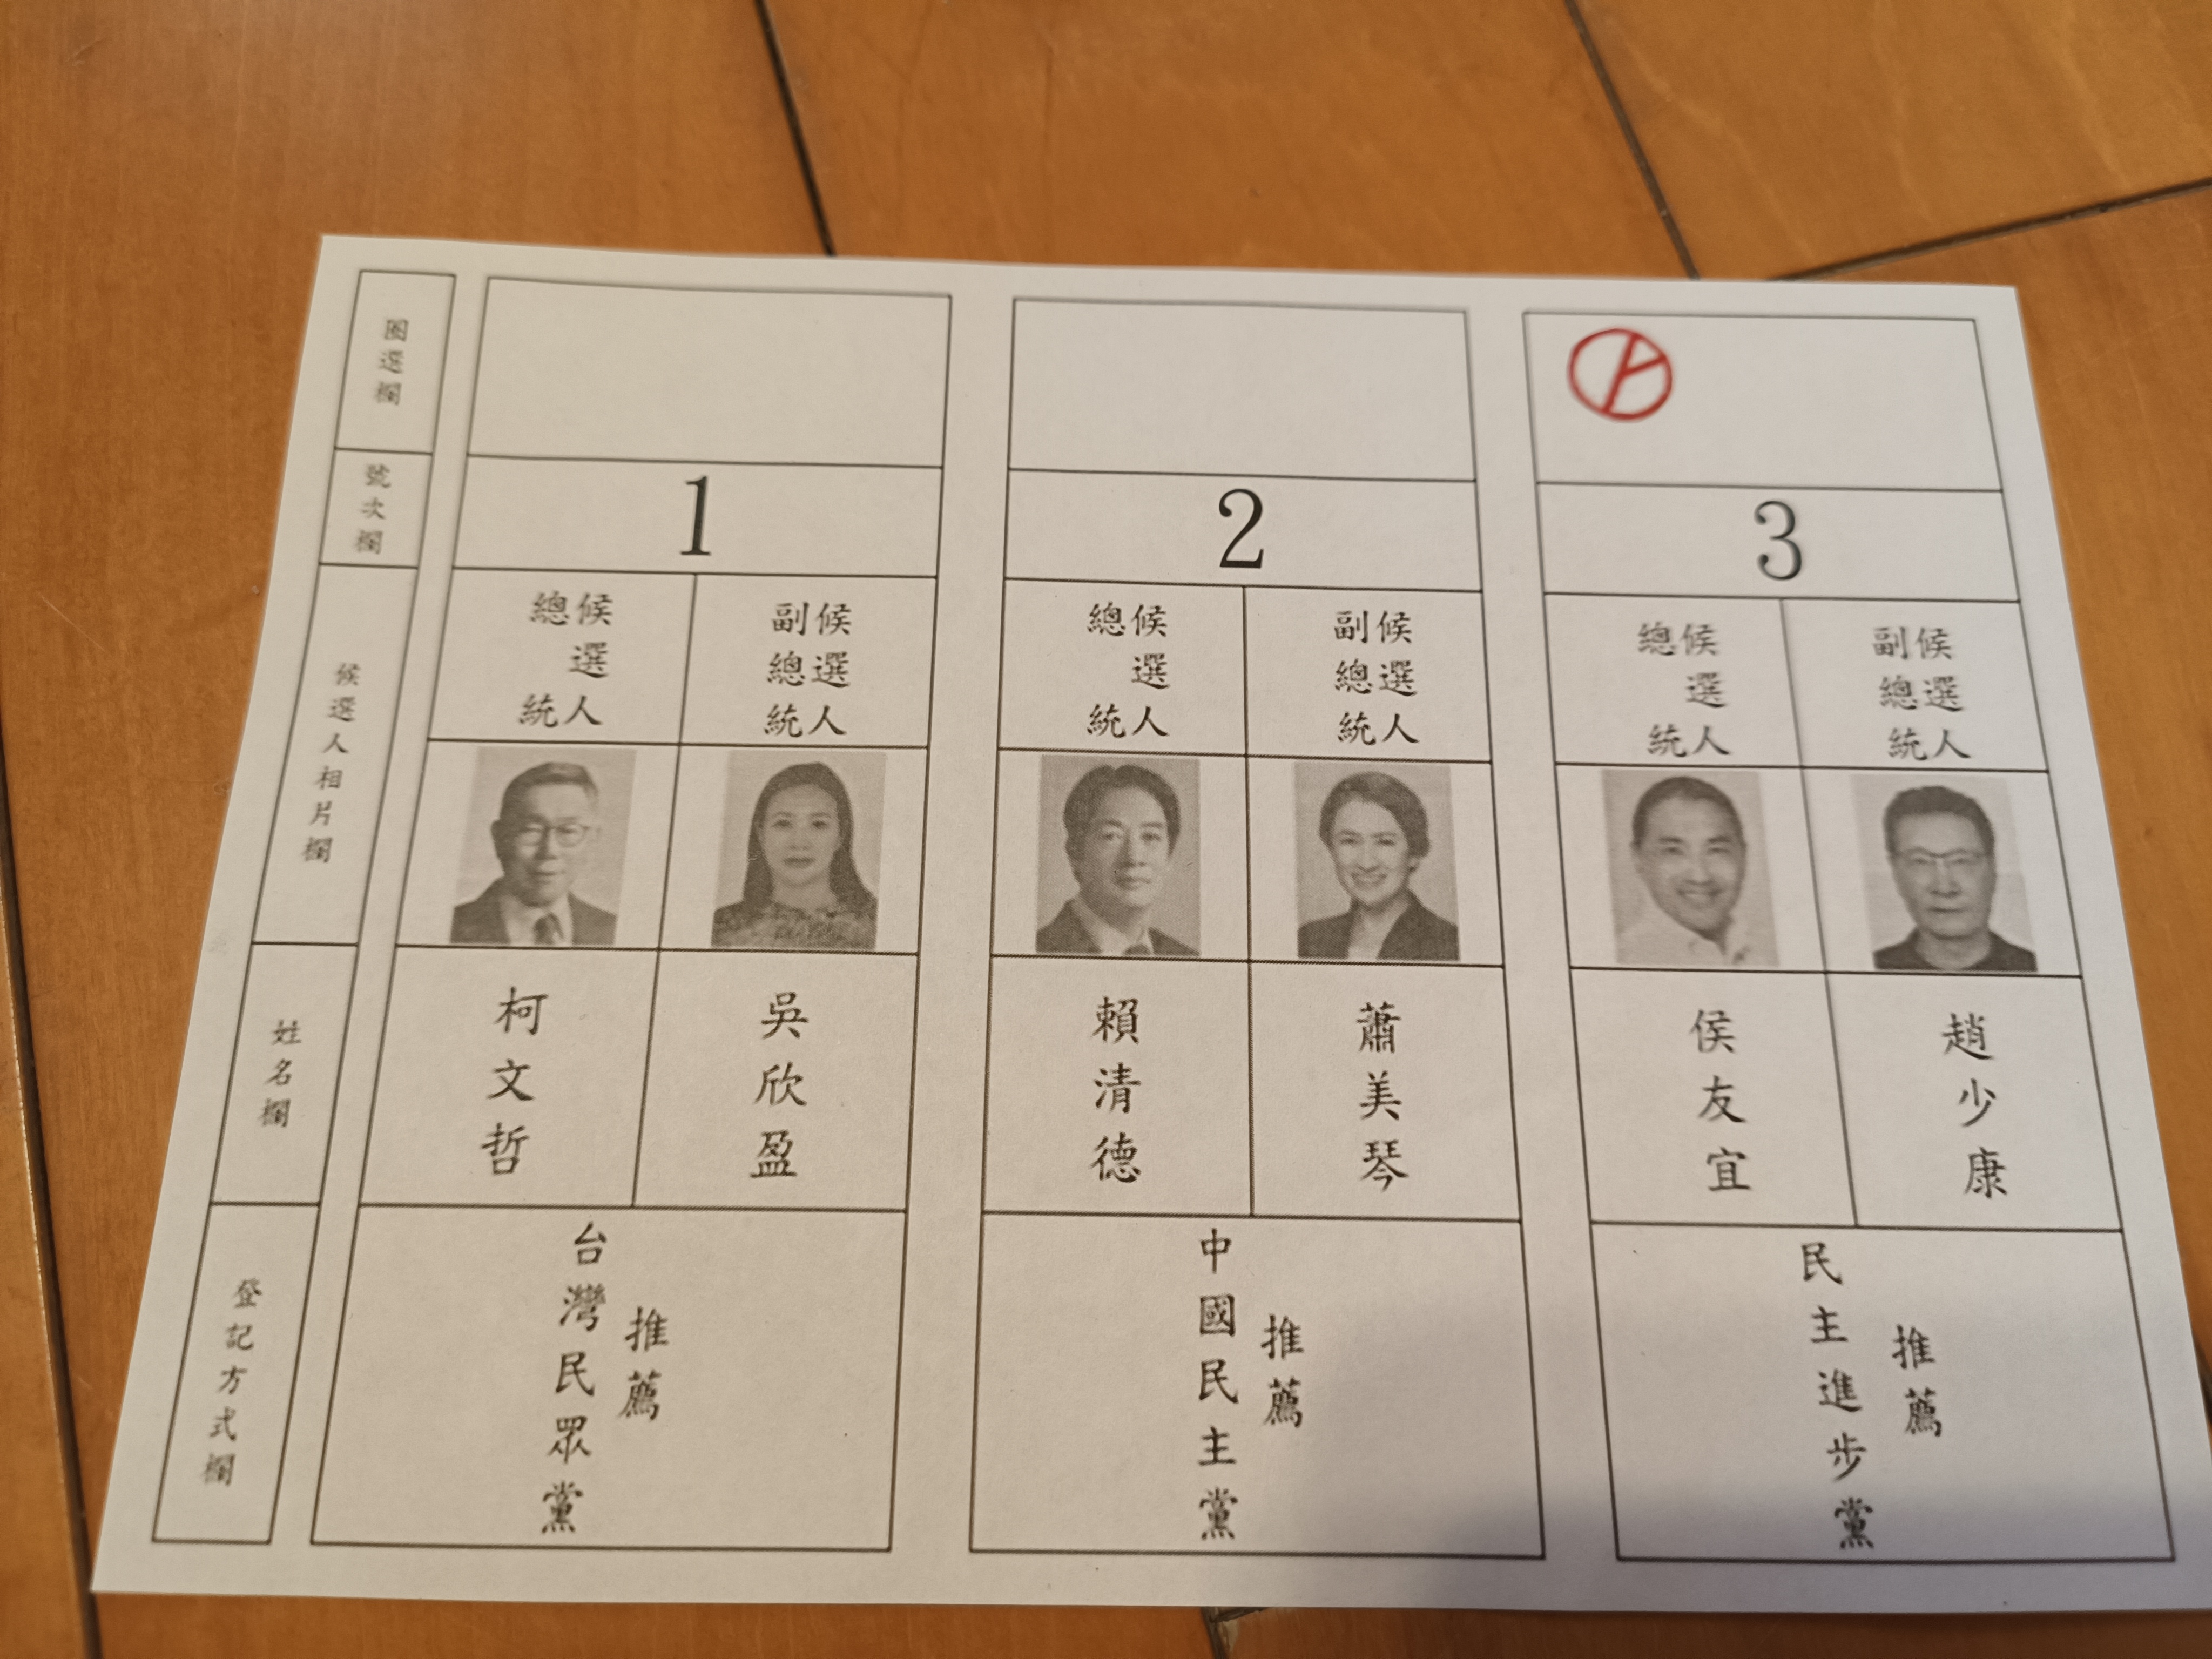 圈選欄
號次欄
候選人相片欄
姓名欄
登記方式欄
1
總統
候選人
副總統
候選人
柯文哲
吳欣盈
台灣民眾黨
推薦
2
總統
候選人
副總統
候選人
賴清德
蕭美琴
中國民主黨
推薦
3
總統
候選人
副總統
候選人
侯友宜
趙少康
民主進步黨
推薦